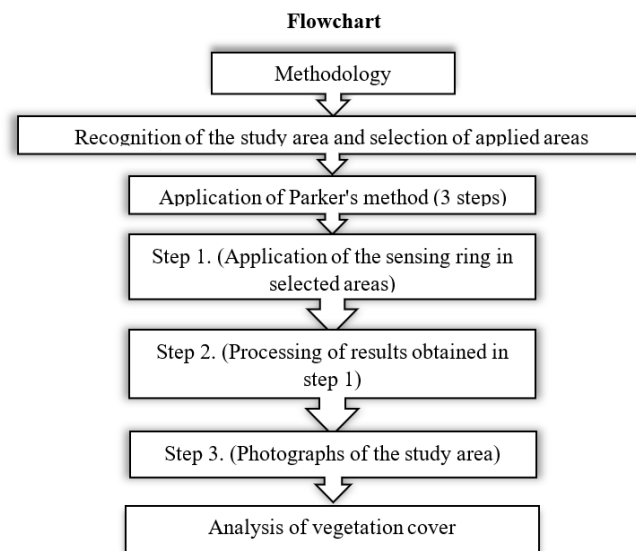 Flowchart
Methodology
Recognition of the study area and selection of applied areas
Application of Parker's method (3 steps)
Step 1. (Application of the sensing ring in
selected areas)
Step 2. (Processing of results obtained in
step 1)
Step 3. (Photographs of the study area)
Analysis of vegetation cover